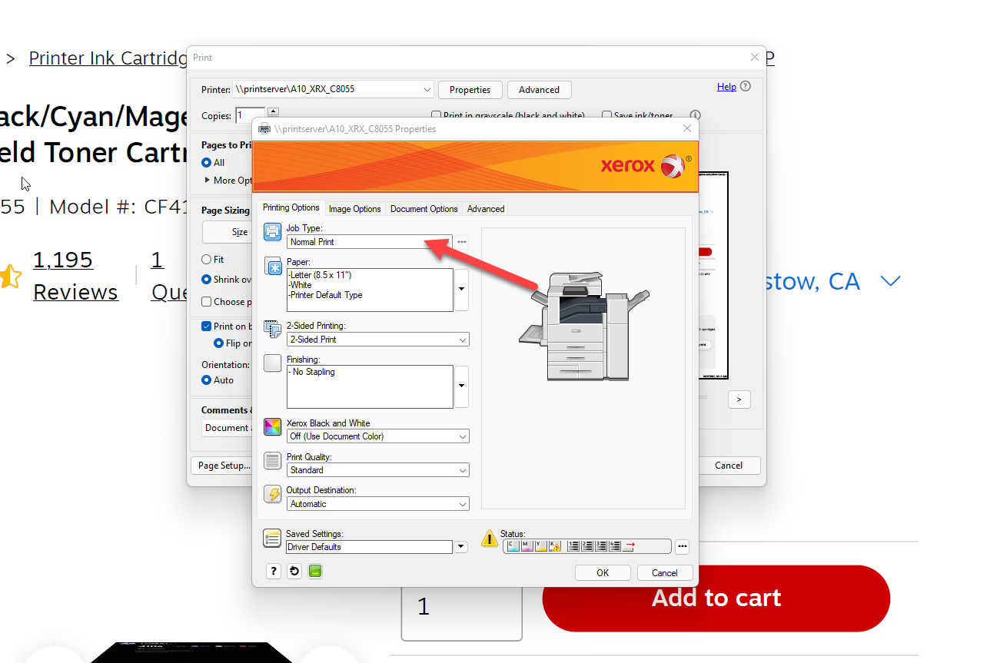 > Printer Ink Cartridg
P
ack/Cyan/Mage
eld Toner Cartr
55 | Model #: CF41
1,195
Reviews
1
Que
Print
Printer: \\printserver\A10_XRX_C8055
Properties
Advanced
Help
?
Copies: 1
Print in grayscale (black and white)
Save ink/toner
Pages to Pri
All
More Opt
Page Sizing
Size
Fit
Shrink ov
Choose p
Print on b
Flip on
Orientation:
Auto
Comments &
Document a
Page Setup...
>
Cancel
\\printserver\A10_XRX_C8055 Properties
xerox ®
Printing Options
Image Options
Document Options
Advanced
Job Type:
Normal Print
Paper:
-Letter (8.5 x 11")
-White
-Printer Default Type
2-Sided Printing:
2-Sided Print
Finishing:
- No Stapling
Xerox Black and White
Off (Use Document Color)
Print Quality:
Standard
Output Destination:
Automatic
Saved Settings:
Driver Defaults
Status:
C M Y K 1 2 3 4
?
OK
Cancel
stow, CA
1
Add to cart